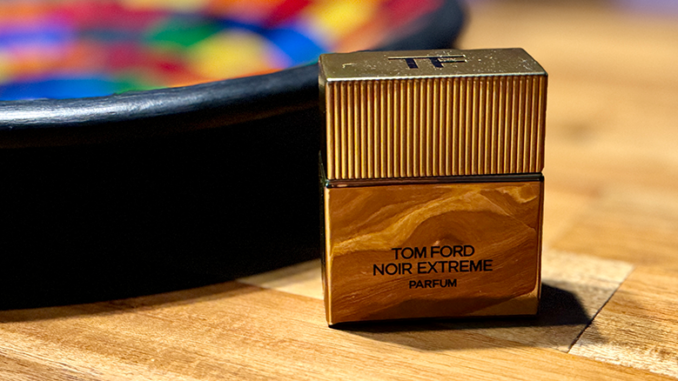 TF
TOM FORD
NOIR EXTREME
PARFUM